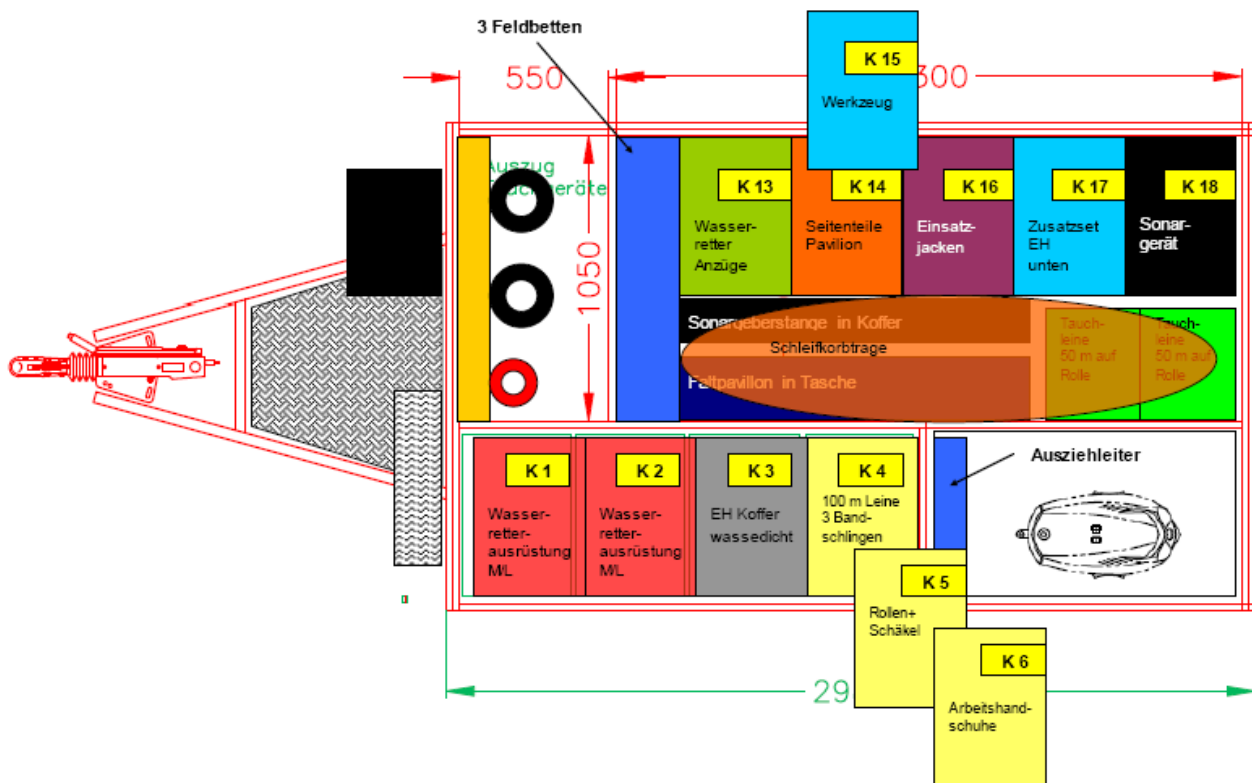 3 Feldbetten
K 15
Werkzeug
550
300
Auszug
1050
K 13
Wasser-
retter
Anzüge
K 14
Seitenteile
Pavilion
K 16
Einsatz-
jacken
K 17
Zusatzset
EH
unten
K 18
Sonar-
gerät
Sonargeberstange in Koffer
Schleifkorbtrage
Faltpavillon in Tasche
Tauch-
leine
50 m auf
Rolle
Tauch-
leine
50 m auf
Rolle
K 1
Wasser-
retter-
ausrüstung
M/L
K 2
Wasser-
retter-
ausrüstung
M/L
K 3
EH Koffer
wassedicht
K 4
100 m Leine
3 Band-
schlingen
Ausziehleiter
K 5
Rollen+
Schäkel
K 6
Arbeitshand-
schuhe
29